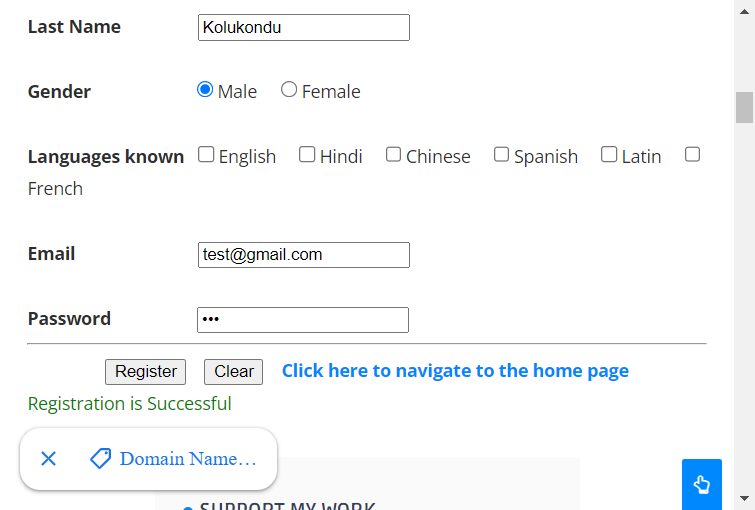 Last Name Kolukondu
Gender Male Female
Languages known English Hindi Chinese Spanish Latin
French
Email test@gmail.com
Password •••
Register Clear Click here to navigate to the home page
Registration is Successful
Domain Name...
SUPPORT MY WORK